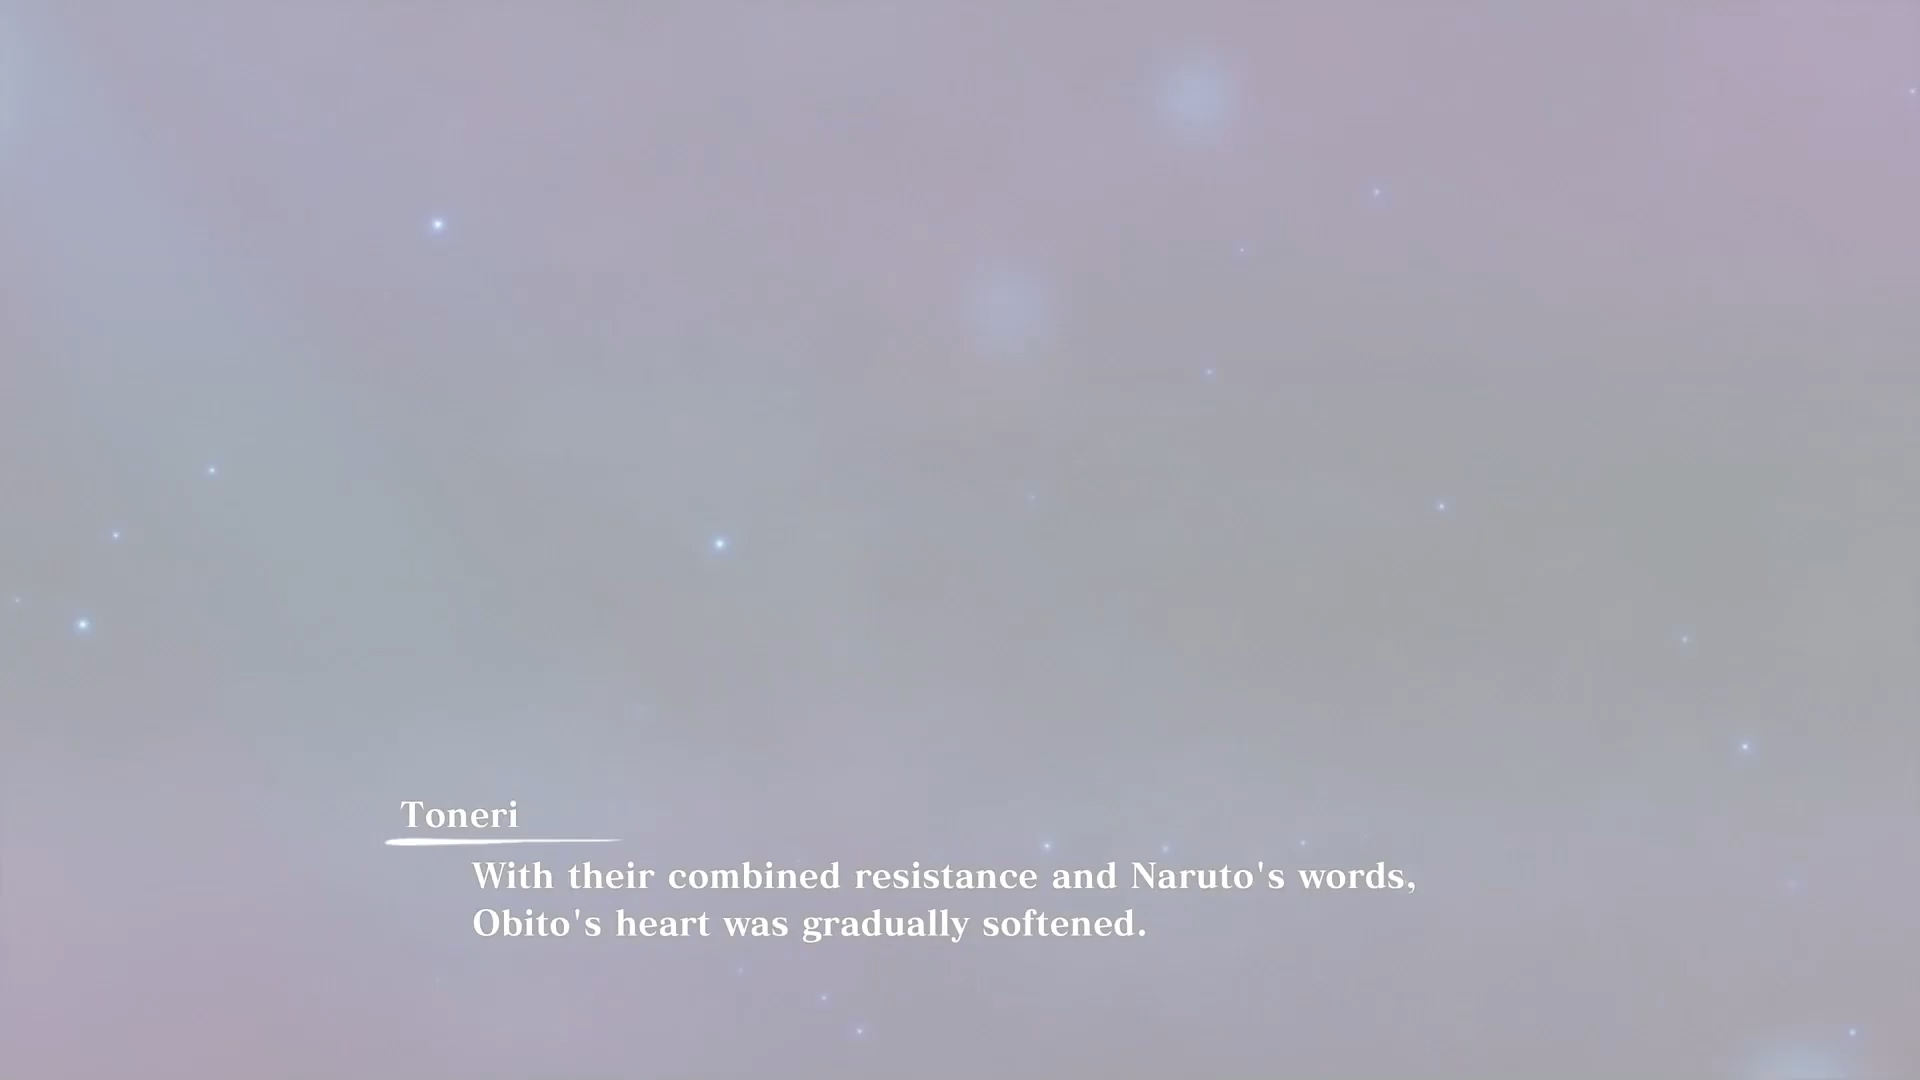 Toneri
With their combined resistance and Naruto's words,
Obito's heart was gradually softened.